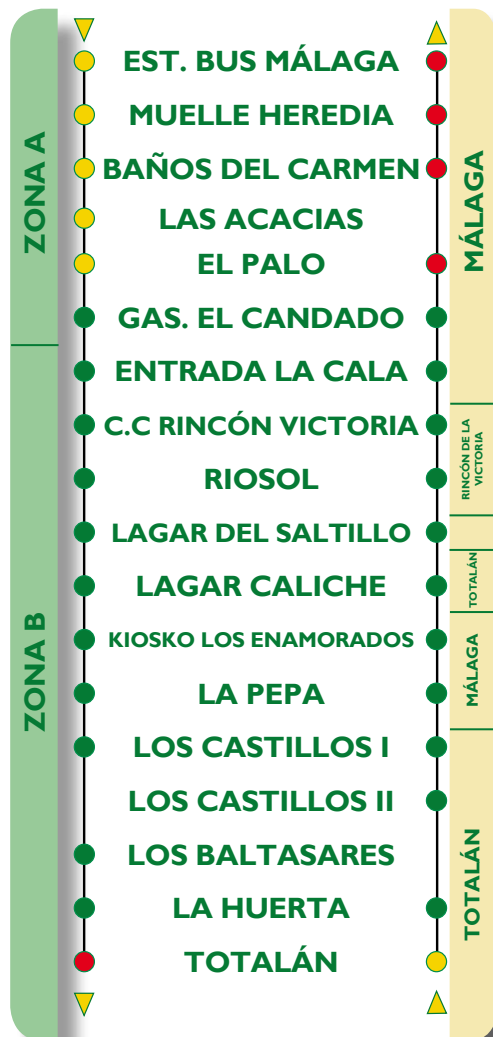 ZONA A
ZONA B
EST. BUS MÁLAGA
MUELLE HEREDIA
BAÑOS DEL CARMEN
LAS ACACIAS
EL PALO
GAS. EL CANDADO
ENTRADA LA CALA
C.C RINCÓN VICTORIA
RIOSOL
LAGAR DEL SALTILLO
LAGAR CALICHE
KIOSKO LOS ENAMORADOS
LA PEPA
LOS CASTILLOS I
LOS CASTILLOS II
LOS BALTASARES
LA HUERTA
TOTALÁN
MÁLAGA
RINCÓN DE LA
VICTORIA
TOTALÁN
MÁLAGA
TOTALÁN